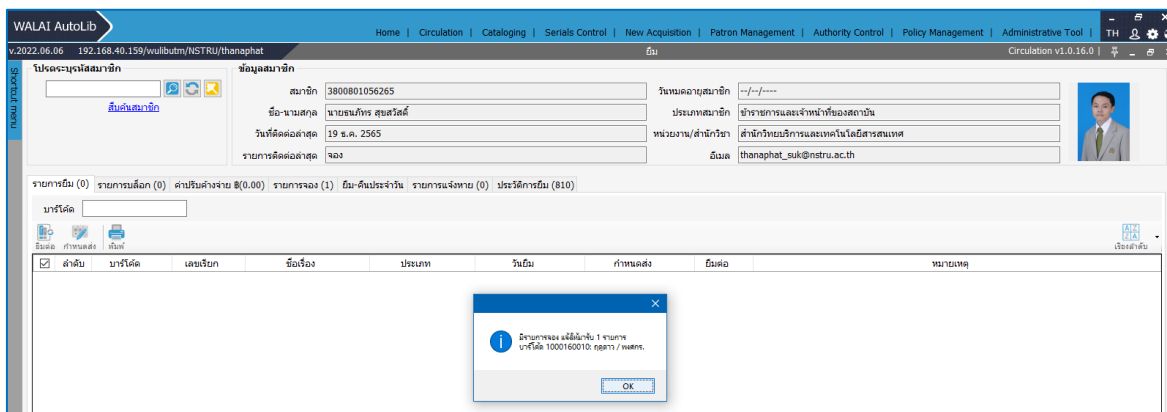 WALAI AutoLib
Home | Circulation | Cataloging | Serials Control | New Acquisition | Patron Management | Authority Control | Policy Management | Administrative Tool | TH
v.2022.06.06 192.168.40.159/wulibutm/NSTRU/thanaphat ยืม Circulation v1.0.16.0 |
Shortcut menu
โปรดระบุรหัสสมาชิก ข้อมูลสมาชิก
สมาชิก 3800801056265 วันหมดอายุสมาชิก --/--/----
สืบค้นสมาชิก
ชื่อ-นามสกุล นายธนภัทร สุขสวัสดิ์ ประเภทสมาชิก ข้าราชการและเจ้าหน้าที่ของสถาบัน
วันที่ติดต่อล่าสุด 19 ธ.ค. 2565 หน่วยงาน/สำนักวิชา สำนักวิทยบริการและเทคโนโลยีสารสนเทศ
รายการติดต่อล่าสุด จอง อีเมล thanaphat_suk@nstru.ac.th
รายการยืม (0) รายการบล็อก (0) ค่าปรับค้างจ่าย ฿(0.00) รายการจอง (1) ยืม-คืนประจำวัน รายการแจ้งหาย (0) ประวัติการยืม (810)
บาร์โค้ด
ยืมต่อ กำหนดส่ง พิมพ์ เรียงลำดับ
ลำดับ บาร์โค้ด เลขเรียก ชื่อเรื่อง ประเภท วันยืม กำหนดส่ง ยืมต่อ หมายเหตุ
มีรายการจอง แจ้งให้มารับ 1 รายการ
บาร์โค้ด 1000160010: ฤดูดาว / พงศกร.
OK